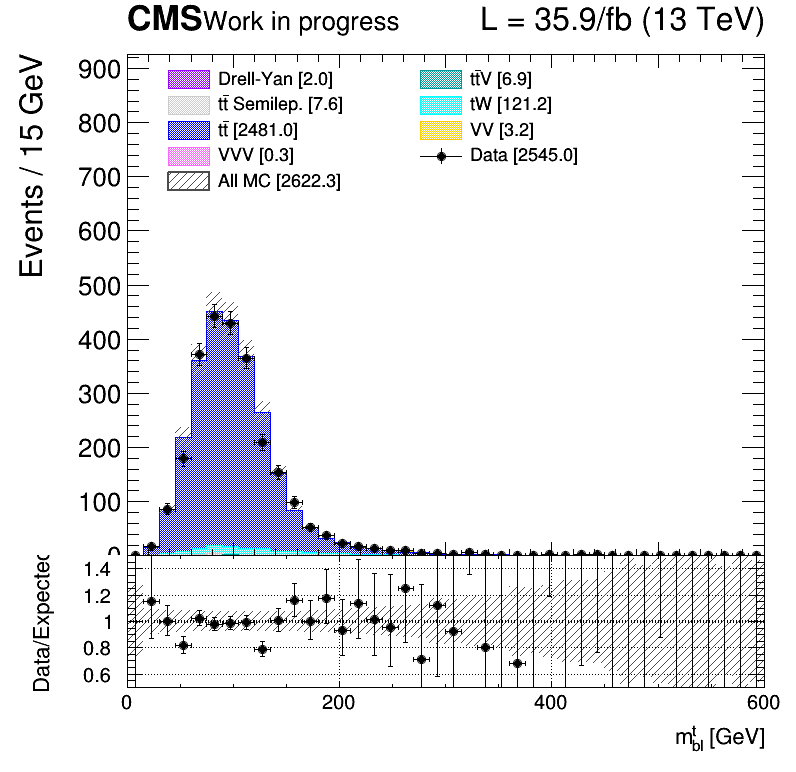 CMS Work in progress L = 35.9/fb (13 TeV)
Events / 15 GeV
900
800
700
600
500
400
300
200
100
0
Drell-Yan [2.0]
tt̄ Semilep. [7.6]
tt̄ [2481.0]
VVV [0.3]
All MC [2622.3]
tt̄V [6.9]
tW [121.2]
VV [3.2]
Data [2545.0]
Data/Expected
1.4
1.2
1
0.8
0.6
0 200 400 600
m^t_bl [GeV]